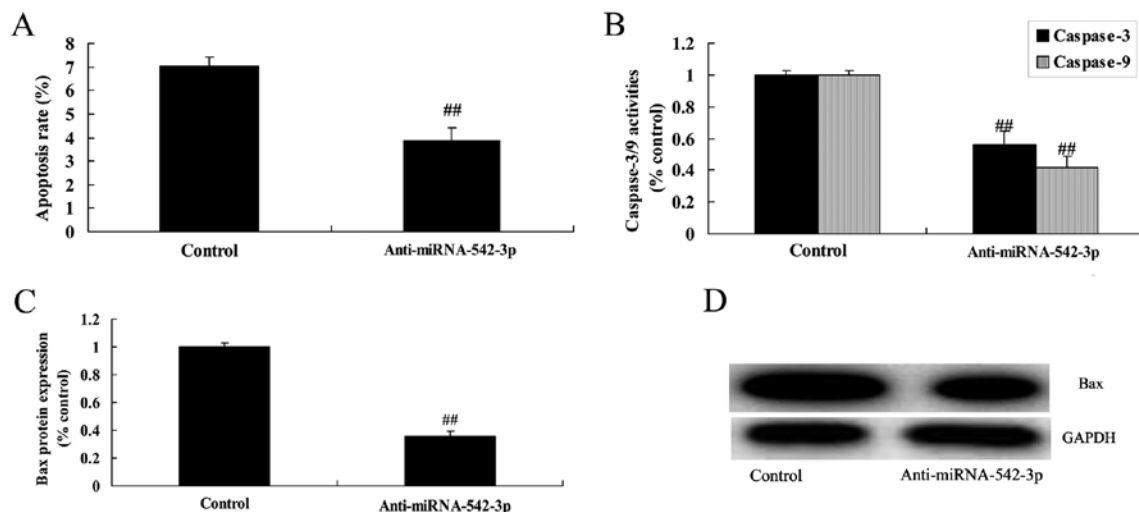 A
Apoptosis rate (%)
8
7
6
5
4
3
2
1
0
##
Control
Anti-miRNA-542-3p
B
Caspase-3/9 activities
(% control)
1.2
1
0.8
0.6
0.4
0.2
0
Caspase-3
Caspase-9
##
##
Control
Anti-miRNA-542-3p
C
Bax protein expression
(% control)
1.2
1
0.8
0.6
0.4
0.2
0
##
Control
Anti-miRNA-542-3p
D
Bax
GAPDH
Control
Anti-miRNA-542-3p